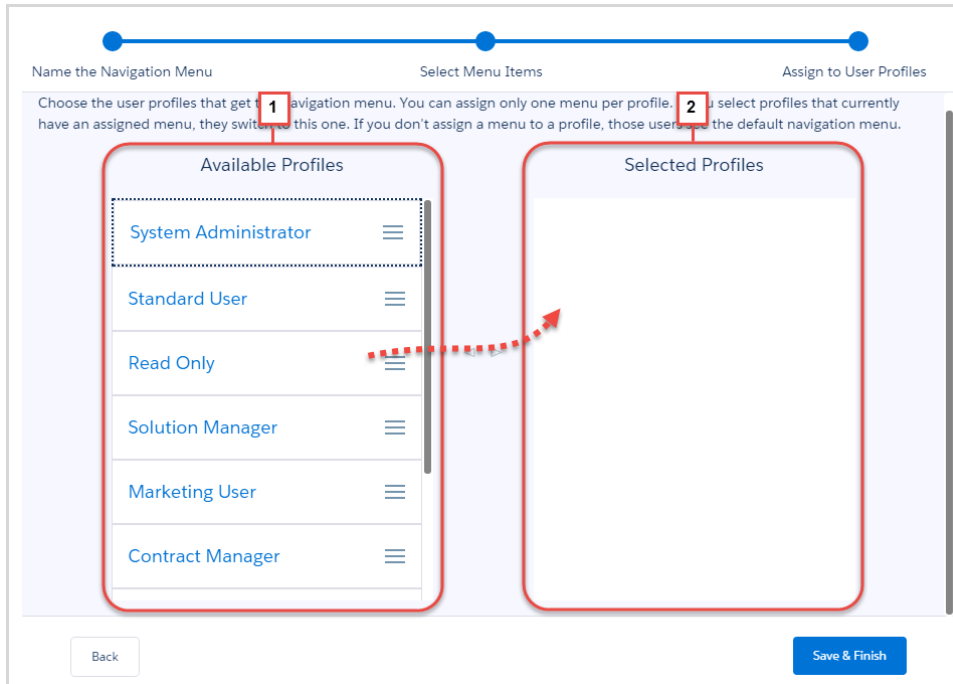 Name the Navigation Menu
Select Menu Items
Assign to User Profiles
Choose the user profiles that get t 1 avigation menu. You can assign only one menu per profile. 2 u select profiles that currently
have an assigned menu, they switch to this one. If you don't assign a menu to a profile, those users see the default navigation menu.
Available Profiles
System Administrator
Standard User
Read Only
Solution Manager
Marketing User
Contract Manager
Selected Profiles
Back
Save & Finish